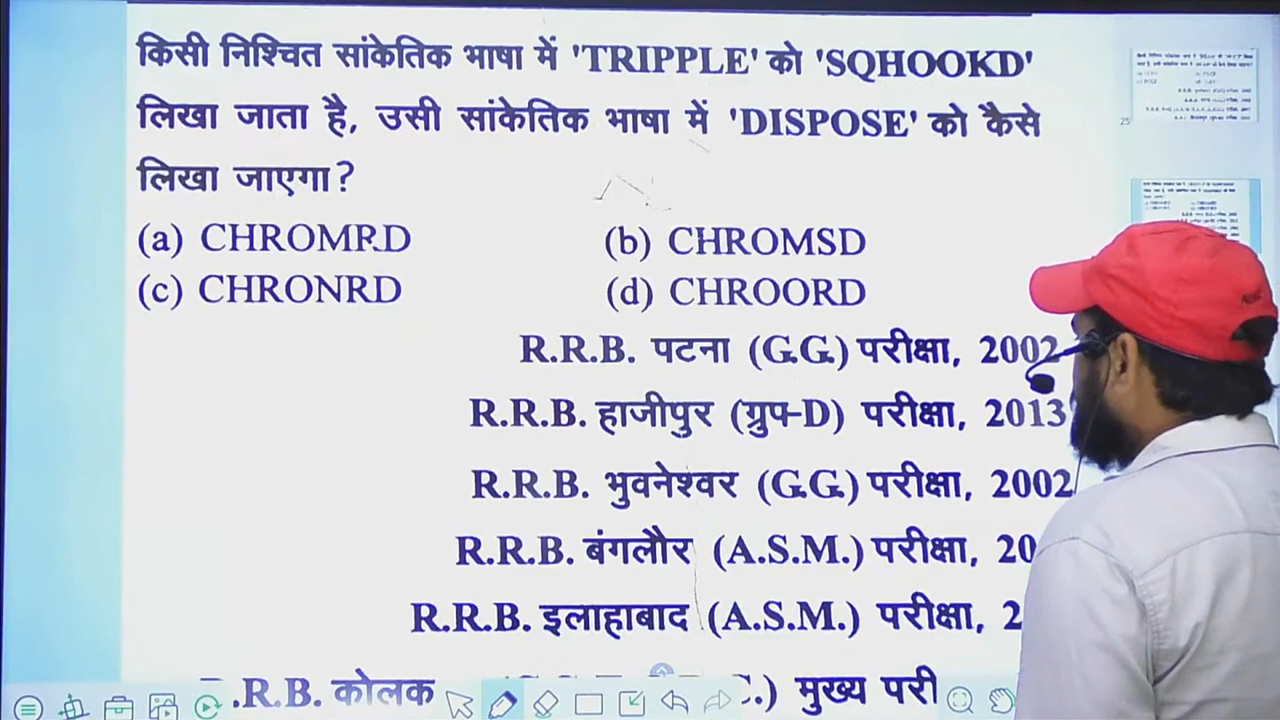 किसी निश्चित सांकेतिक भाषा में 'TRIPPLE' को 'SQHOOKD'
लिखा जाता है, उसी सांकेतिक भाषा में 'DISPOSE' को कैसे
लिखा जाएगा?
(a) CHROMRD (b) CHROMSD
(c) CHRONRD (d) CHROORD
R.R.B. पटना (G.G.) परीक्षा, 2002
R.R.B. हाजीपुर (ग्रुप-D) परीक्षा, 2013
R.R.B. भुवनेश्वर (G.G.) परीक्षा, 2002
R.R.B. बंगलौर (A.S.M.) परीक्षा, 20
R.R.B. इलाहाबाद (A.S.M.) परीक्षा, 2
.R.B. कोलक C.) मुख्य परी
25